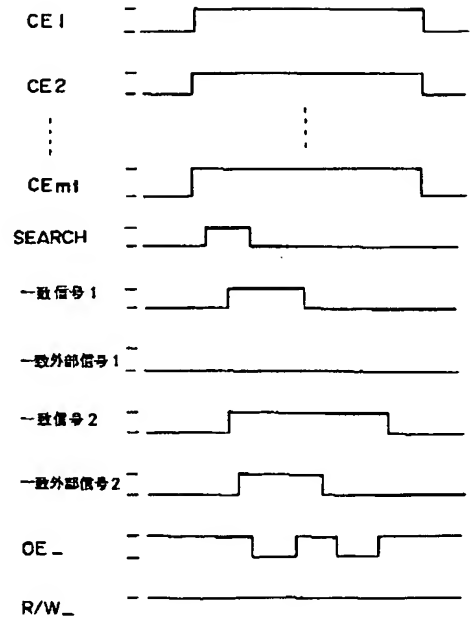 CE1
CE2
CEm1
SEARCH
一致信号1
一致外部信号1
一致信号2
一致外部信号2
OE_
R/W_